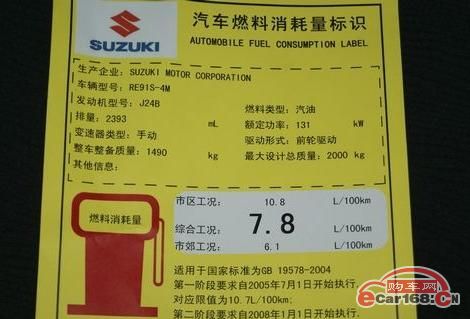 SUZUKI
汽车燃料消耗量标识
AUTOMOBILE FUEL CONSUMPTION LABEL
生产企业: SUZUKI MOTOR CORPORATION
车辆型号: RE91S-4M
发动机型号: J24B 燃料类型: 汽油
排量: 2393 mL 额定功率: 131 kW
变速器类型: 手动 驱动形式: 前轮驱动
整车整备质量: 1490 kg 最大设计总质量: 2000 kg
其他信息:
燃料消耗量
市区工况: 10.8 L/100km
综合工况: 7.8 L/100km
市郊工况: 6.1 L/100km
适用于国家标准为GB 19578-2004
第一阶段要求自2005年7月1日开始执行,
对应限值为10.7L/100km;
第二阶段要求自2008年1月1日开始执行,
购车网
ecar168.cn